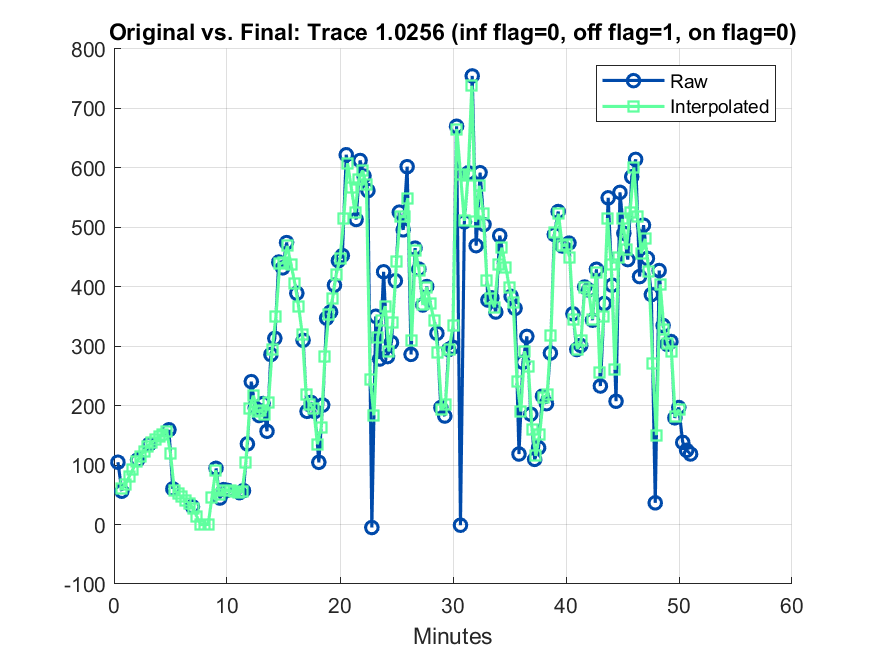 Original vs. Final: Trace 1.0256 (inf flag=0, off flag=1, on flag=0)
800
700
600
500
400
300
200
100
0
-100
Raw
Interpolated
0 10 20 30 40 50 60
Minutes